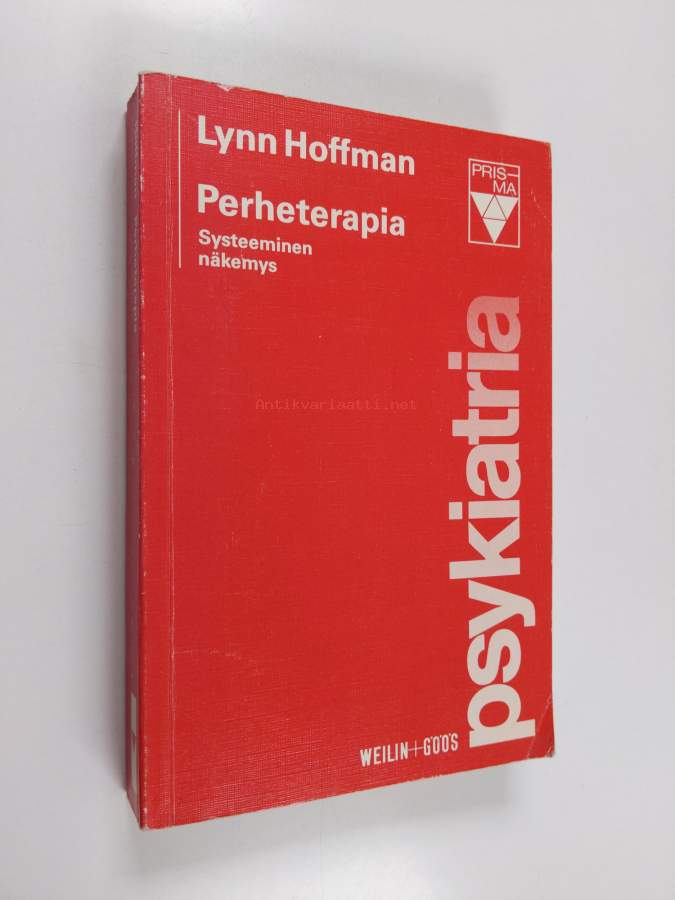 Lynn Hoffman
Perheterapia
Systeeminen
näkemys
PRIS-
MA
psykiatria
WEILIN+GÖÖS
Antikvariaatti.net